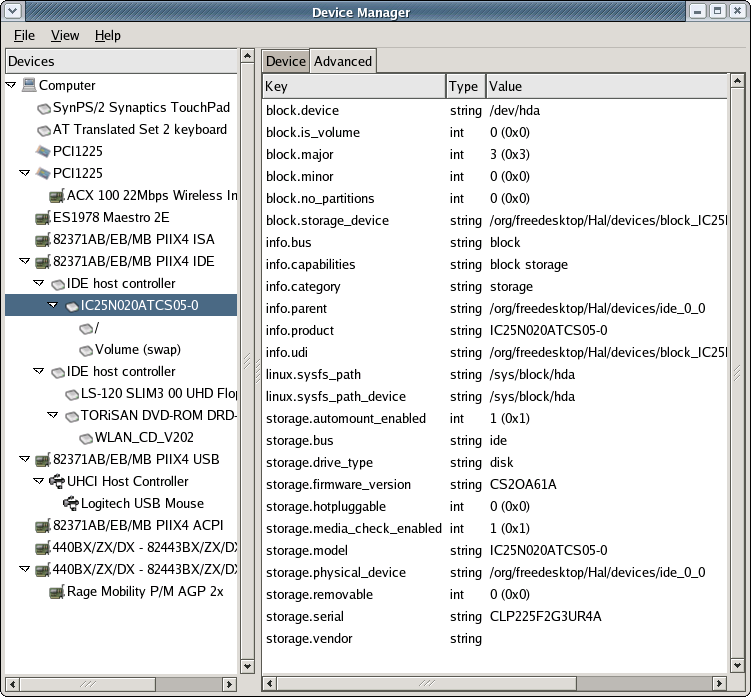 Device Manager
File View Help
Devices
Computer
SynPS/2 Synaptics TouchPad
AT Translated Set 2 keyboard
PCI1225
PCI1225
ACX 100 22Mbps Wireless In
ES1978 Maestro 2E
82371AB/EB/MB PIIX4 ISA
82371AB/EB/MB PIIX4 IDE
IDE host controller
IC25N020ATCS05-0
/
Volume (swap)
IDE host controller
LS-120 SLIM3 00 UHD Flop
TORiSAN DVD-ROM DRD-
WLAN_CD_V202
82371AB/EB/MB PIIX4 USB
UHCI Host Controller
Logitech USB Mouse
82371AB/EB/MB PIIX4 ACPI
440BX/ZX/DX - 82443BX/ZX/DX
440BX/ZX/DX - 82443BX/ZX/DX
Rage Mobility P/M AGP 2x
Device Advanced
Key Type Value
block.device string /dev/hda
block.is_volume int 0 (0x0)
block.major int 3 (0x3)
block.minor int 0 (0x0)
block.no_partitions int 0 (0x0)
block.storage_device string /org/freedesktop/Hal/devices/block_IC25I
info.bus string block
info.capabilities string block storage
info.category string storage
info.parent string /org/freedesktop/Hal/devices/ide_0_0
info.product string IC25N020ATCS05-0
info.udi string /org/freedesktop/Hal/devices/block_IC25I
linux.sysfs_path string /sys/block/hda
linux.sysfs_path_device string /sys/block/hda
storage.automount_enabled int 1 (0x1)
storage.bus string ide
storage.drive_type string disk
storage.firmware_version string CS2OA61A
storage.hotpluggable int 0 (0x0)
storage.media_check_enabled int 1 (0x1)
storage.model string IC25N020ATCS05-0
storage.physical_device string /org/freedesktop/Hal/devices/ide_0_0
storage.removable int 0 (0x0)
storage.serial string CLP225F2G3UR4A
storage.vendor string